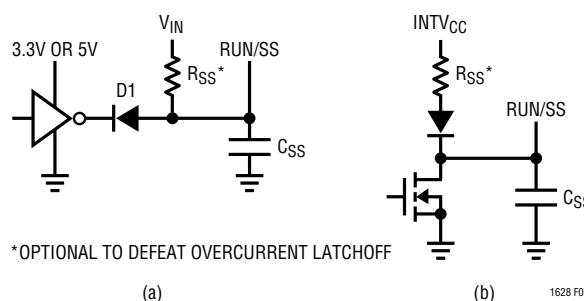 V_IN
INTV_CC
3.3V OR 5V
R_SS*
RUN/SS
R_SS*
D1
RUN/SS
C_SS
C_SS
*OPTIONAL TO DEFEAT OVERCURRENT LATCHOFF
(a)
(b)
1628 F0